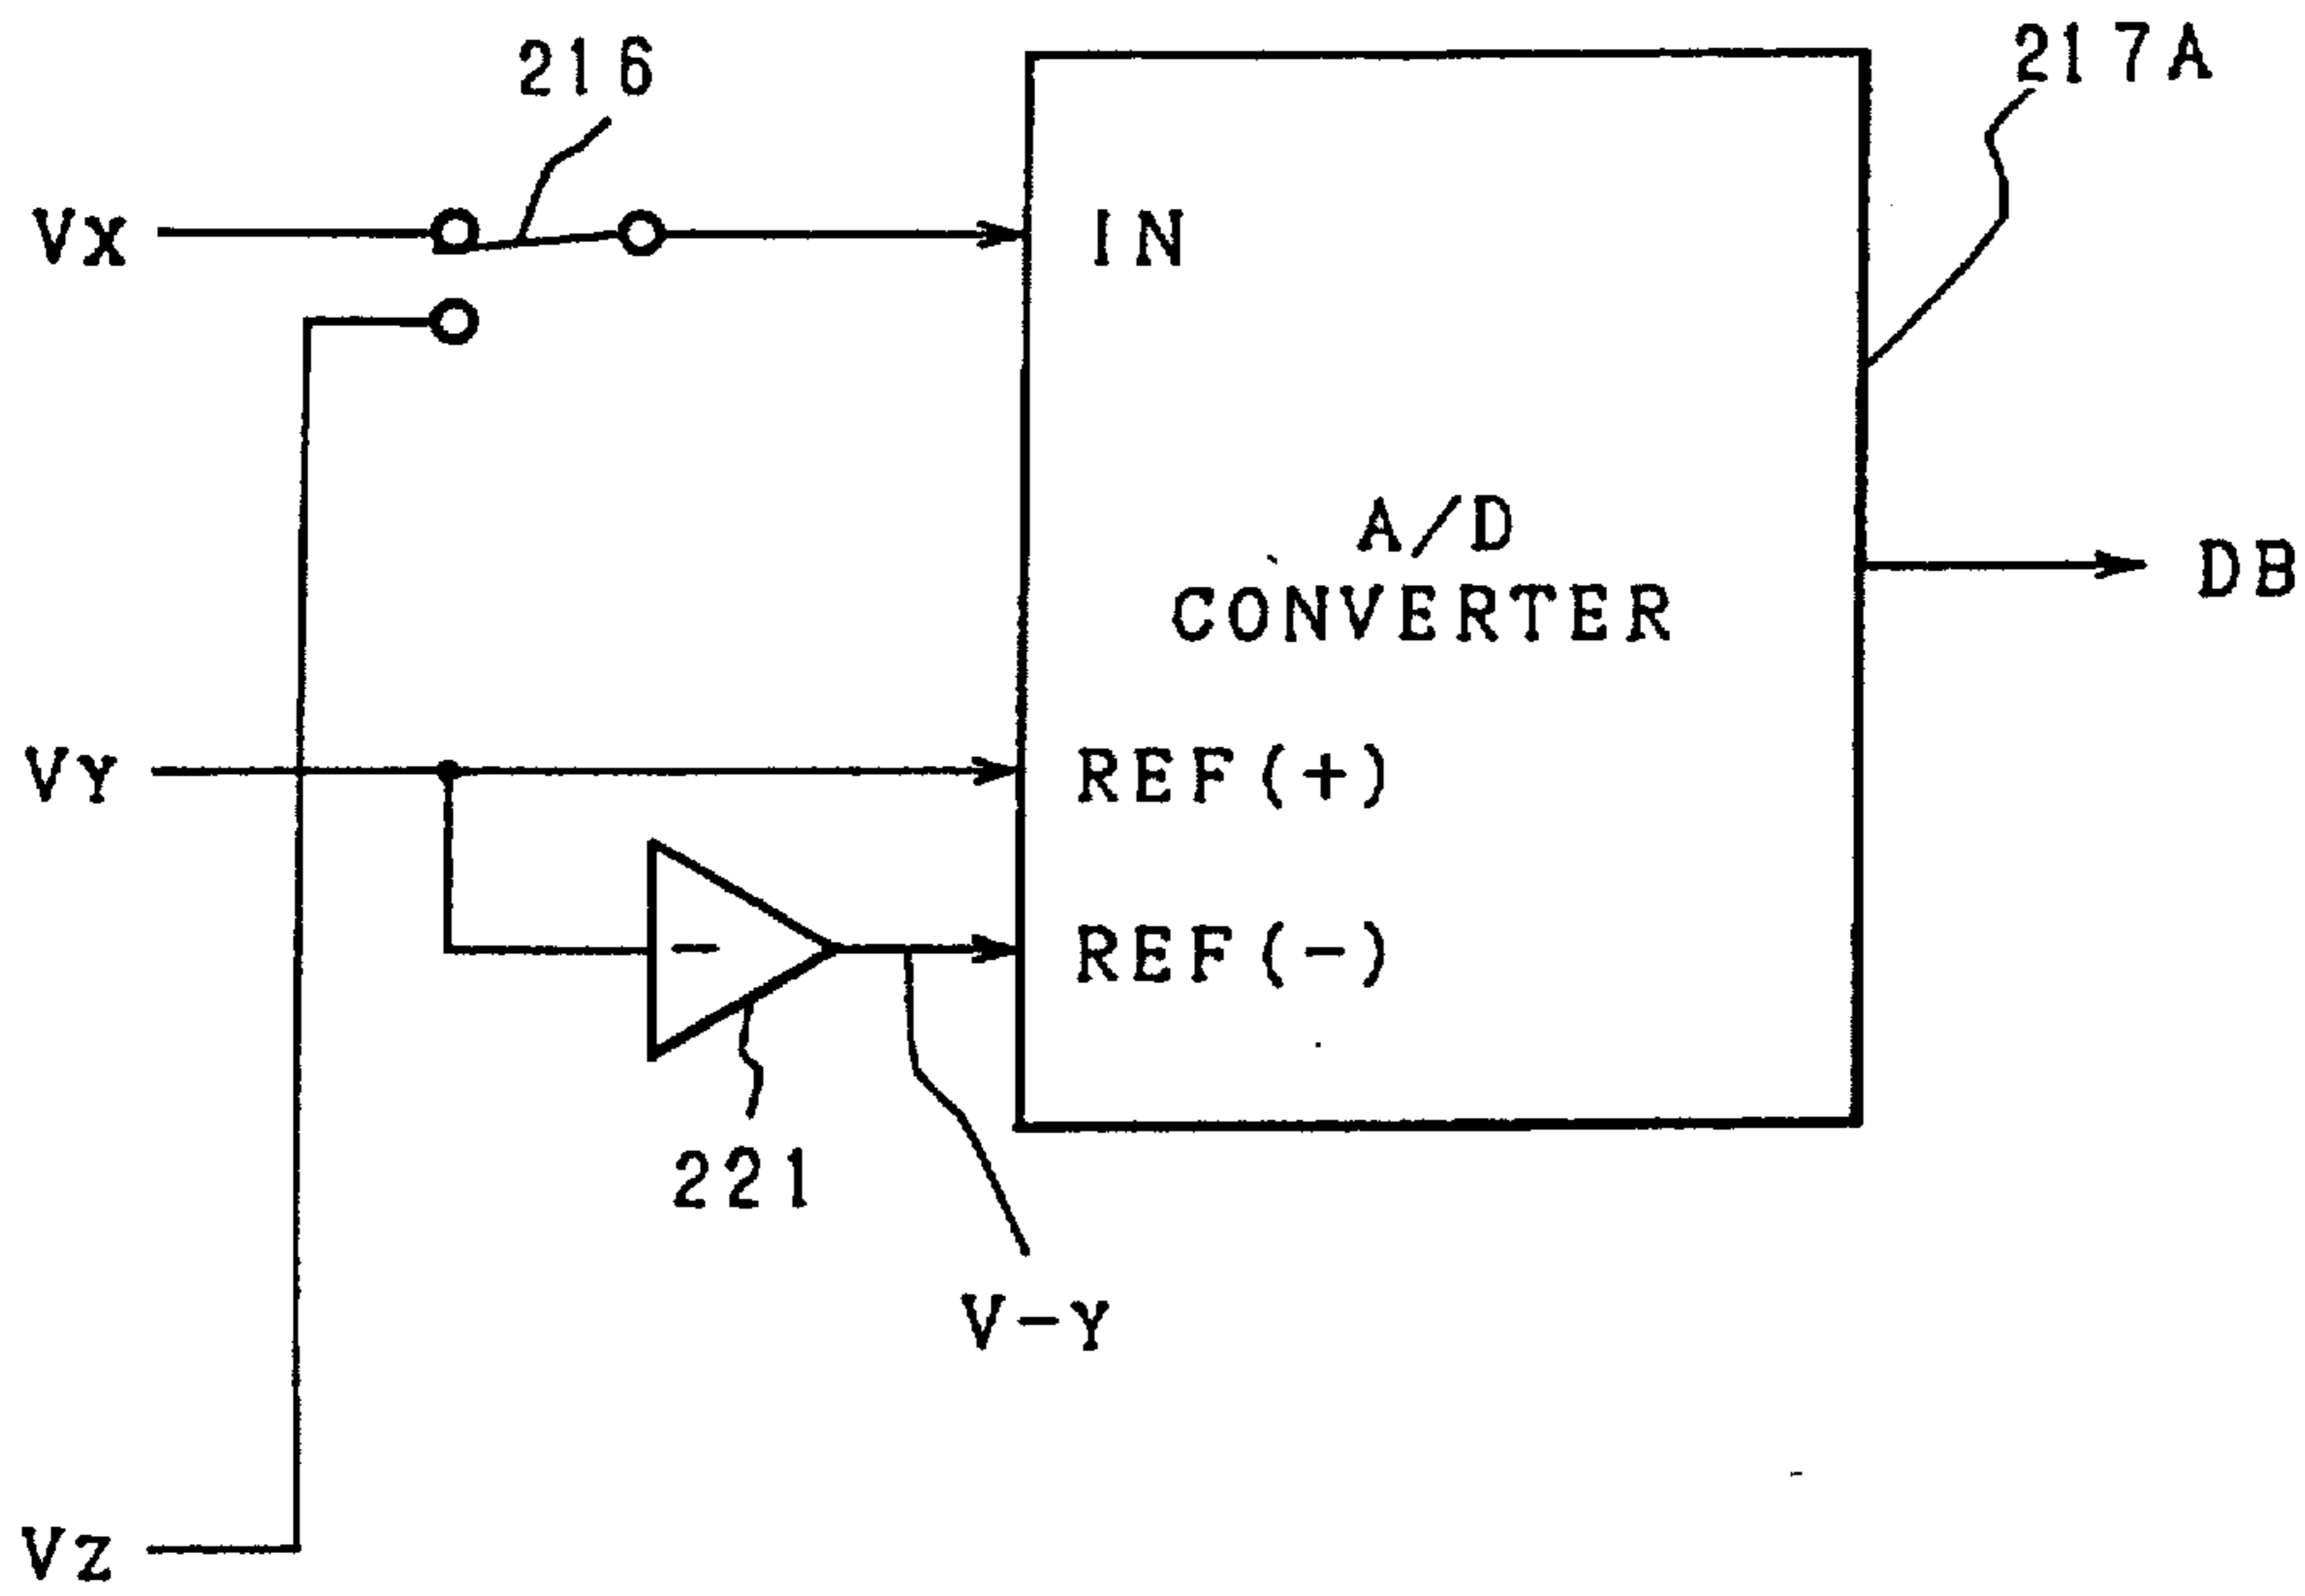 216
217A
VX
IN
A/D
CONVERTER
DB
VY
REF(+)
REF(-)
221
V-Y
VZ